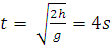 t = √(2h/g) = 4s